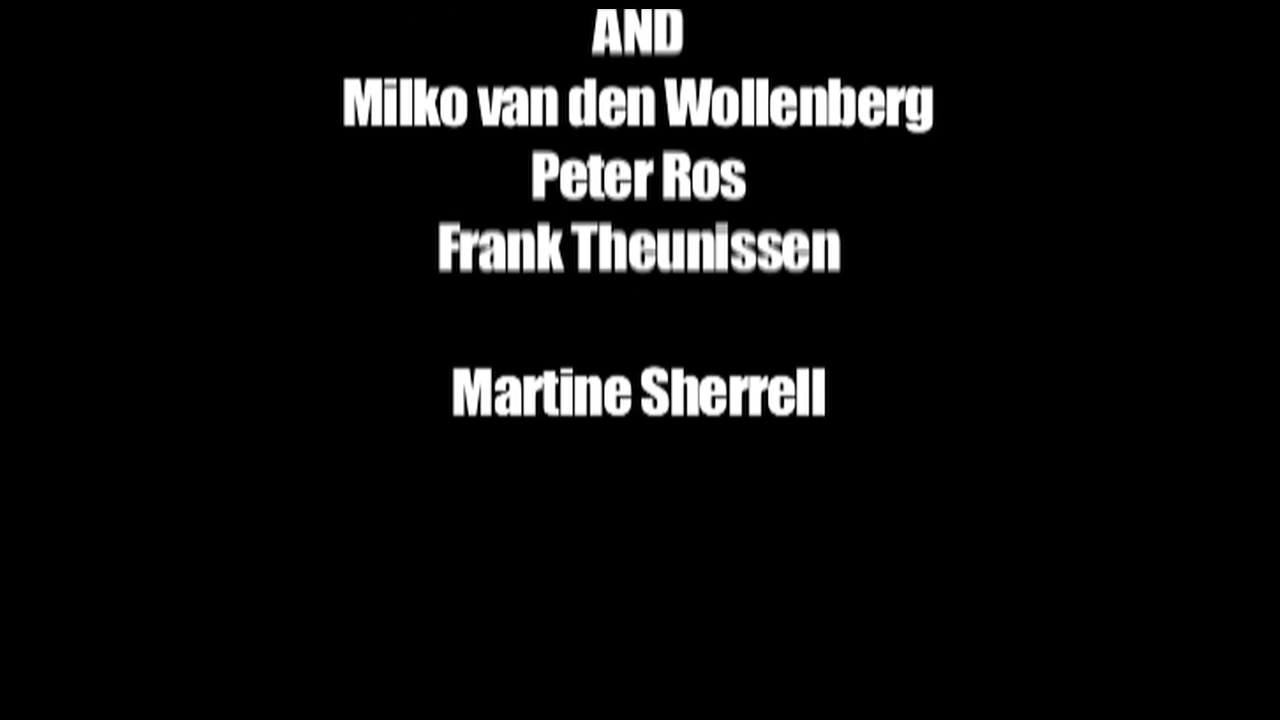 AND
Milko van den Wollenberg
Peter Ros
Frank Theunissen
Martine Sherrell